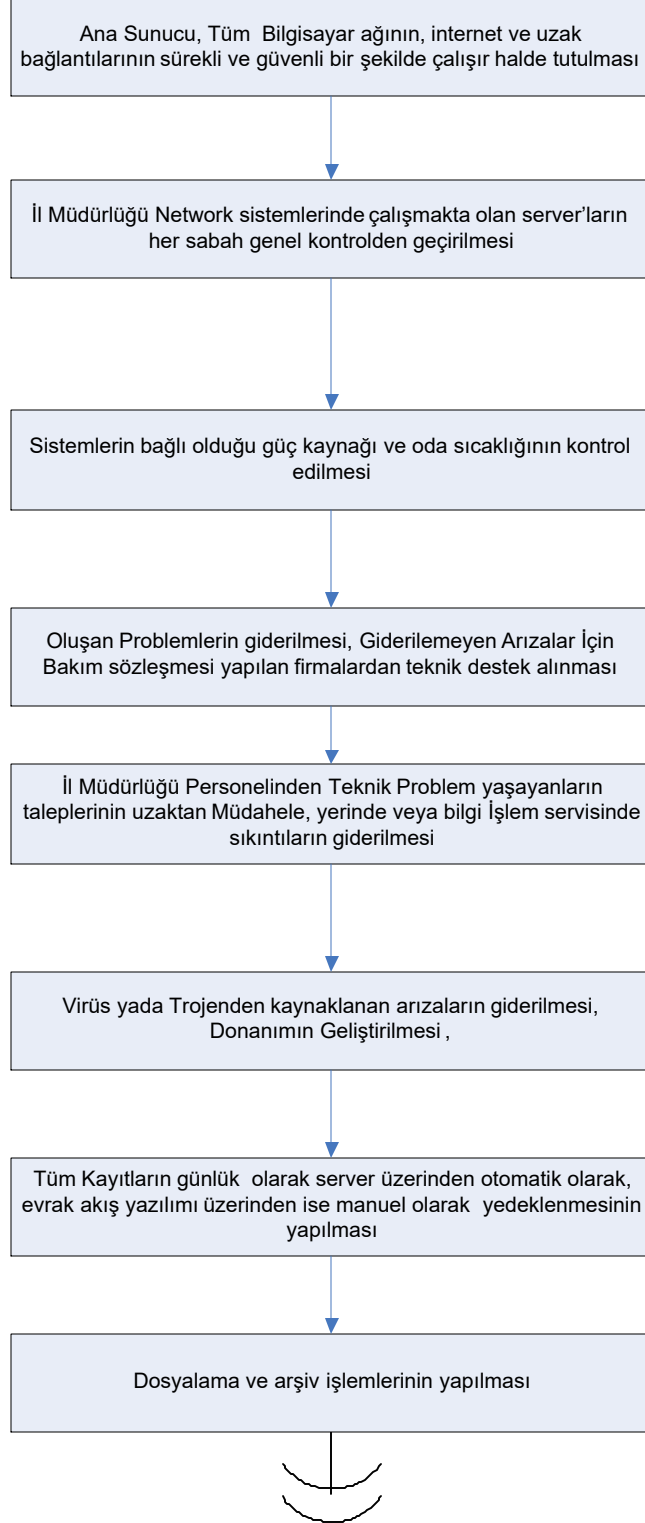 Ana Sunucu, Tüm Bilgisayar ağının, internet ve uzak
bağlantılarının sürekli ve güvenli bir şekilde çalışır halde tutulması
İl Müdürlüğü Network sistemlerinde çalışmakta olan server’ların
her sabah genel kontrolden geçirilmesi
Sistemlerin bağlı olduğu güç kaynağı ve oda sıcaklığının kontrol
edilmesi
Oluşan Problemlerin giderilmesi, Giderilemeyen Arızalar İçin
Bakım sözleşmesi yapılan firmalardan teknik destek alınması
İl Müdürlüğü Personelinden Teknik Problem yaşayanların
taleplerinin uzaktan Müdahele, yerinde veya bilgi İşlem servisinde
sıkıntıların giderilmesi
Virüs yada Trojenden kaynaklanan arızaların giderilmesi,
Donanımın Geliştirilmesi ,
Tüm Kayıtların günlük olarak server üzerinden otomatik olarak,
evrak akış yazılımı üzerinden ise manuel olarak yedeklenmesinin
yapılması
Dosyalama ve arşiv işlemlerinin yapılması